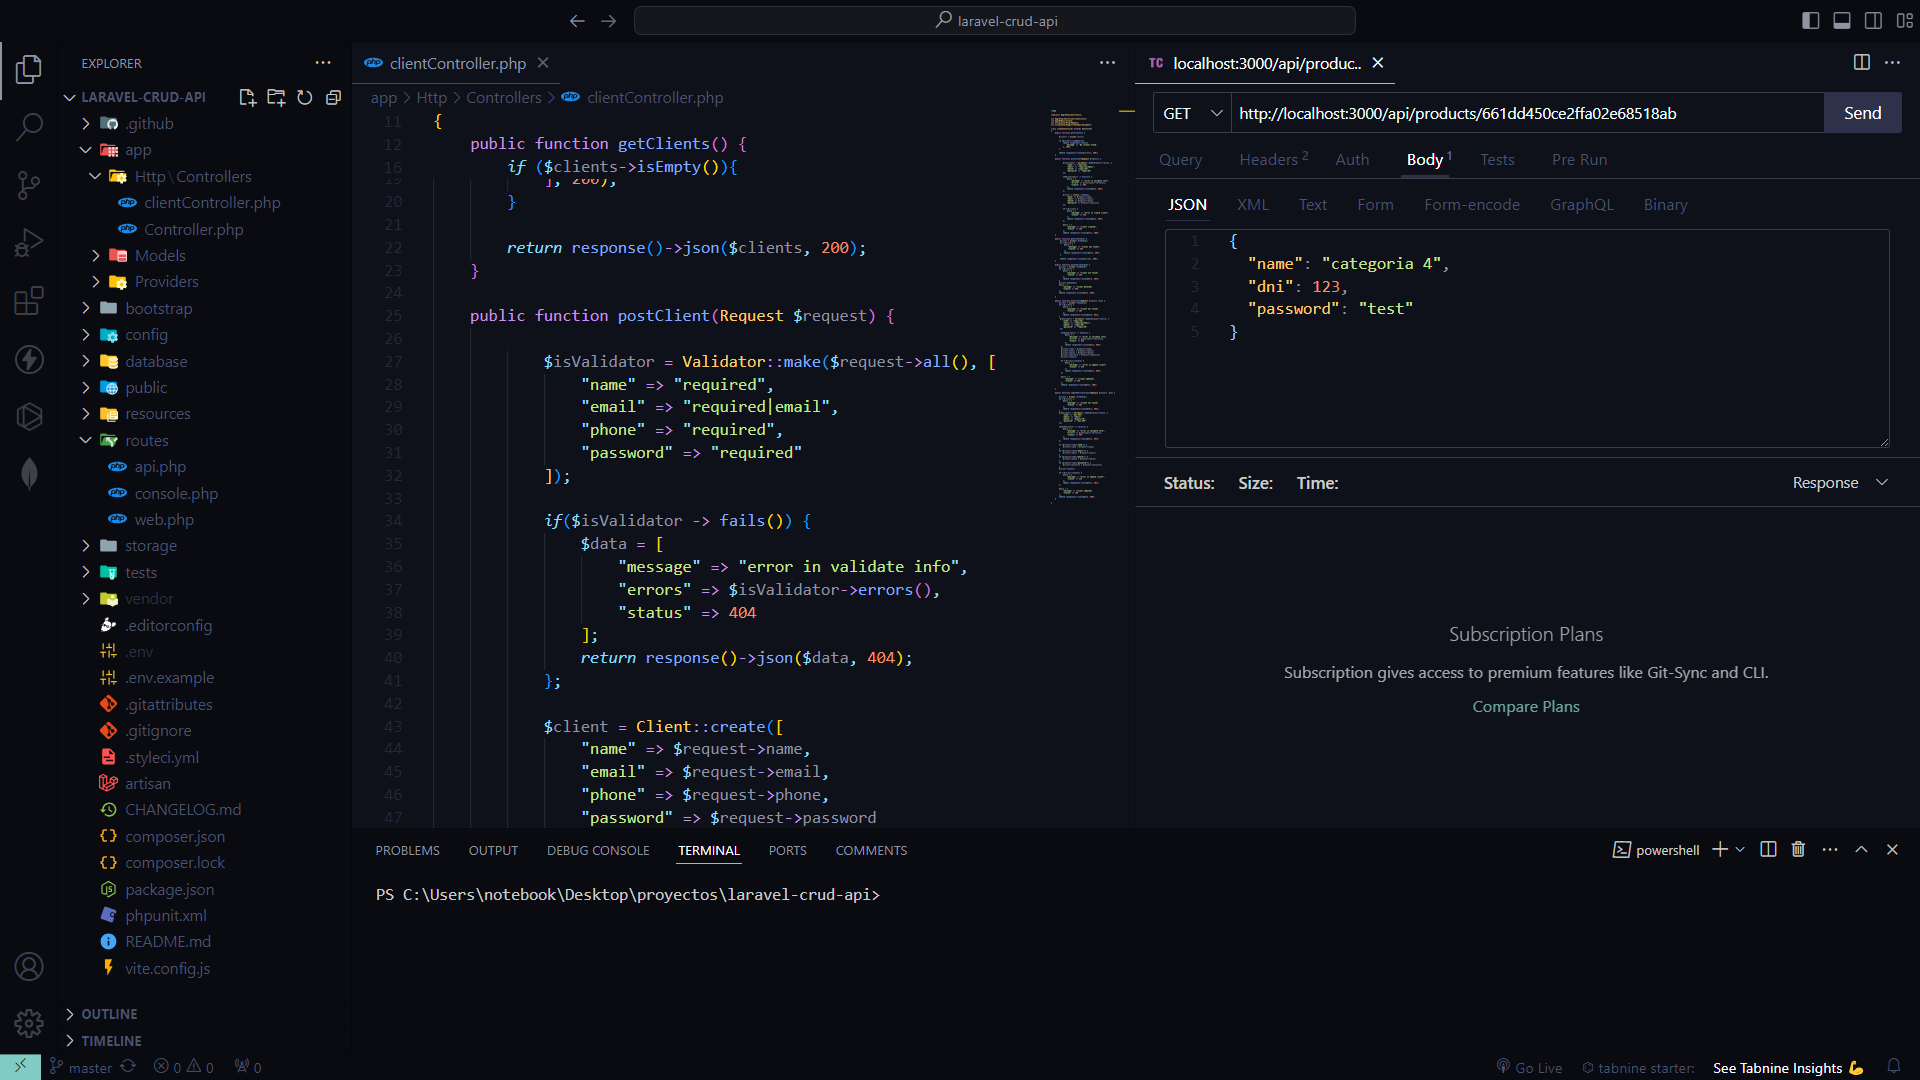 laravel-crud-api
EXPLORER
LARAVEL-CRUD-API
.github
app
Http \ Controllers
clientController.php
Controller.php
Models
Providers
bootstrap
config
database
public
resources
routes
api.php
console.php
web.php
storage
tests
vendor
.editorconfig
.env
.env.example
.gitattributes
.gitignore
.styleci.yml
artisan
CHANGELOG.md
composer.json
composer.lock
package.json
phpunit.xml
README.md
vite.config.js
OUTLINE
TIMELINE
php clientController.php
app > Http > Controllers > php clientController.php
11 {
12 public function getClients() {
16 if ($clients->isEmpty()){
19 ], 200);
20 }
21
22 return response()->json($clients, 200);
23 }
24
25 public function postClient(Request $request) {
26
27 $isValidator = Validator::make($request->all(), [
28 "name" => "required",
29 "email" => "required|email",
30 "phone" => "required",
31 "password" => "required"
32 ]);
33
34 if($isValidator -> fails()) {
35 $data = [
36 "message" => "error in validate info",
37 "errors" => $isValidator->errors(),
38 "status" => 404
39 ];
40 return response()->json($data, 404);
41 };
42
43 $client = Client::create([
44 "name" => $request->name,
45 "email" => $request->email,
46 "phone" => $request->phone,
47 "password" => $request->password
TC localhost:3000/api/produc..
GET http://localhost:3000/api/products/661dd450ce2ffa02e68518ab Send
Query Headers 2 Auth Body 1 Tests Pre Run
JSON XML Text Form Form-encode GraphQL Binary
1 {
2 "name": "categoria 4",
3 "dni": 123,
4 "password": "test"
5 }
Status: Size: Time: Response
Subscription Plans
Subscription gives access to premium features like Git-Sync and CLI.
Compare Plans
PROBLEMS OUTPUT DEBUG CONSOLE TERMINAL PORTS COMMENTS powershell
PS C:\Users\notebook\Desktop\proyectos\laravel-crud-api>
master 0 0 0 Go Live tabnine starter: See Tabnine Insights 💪